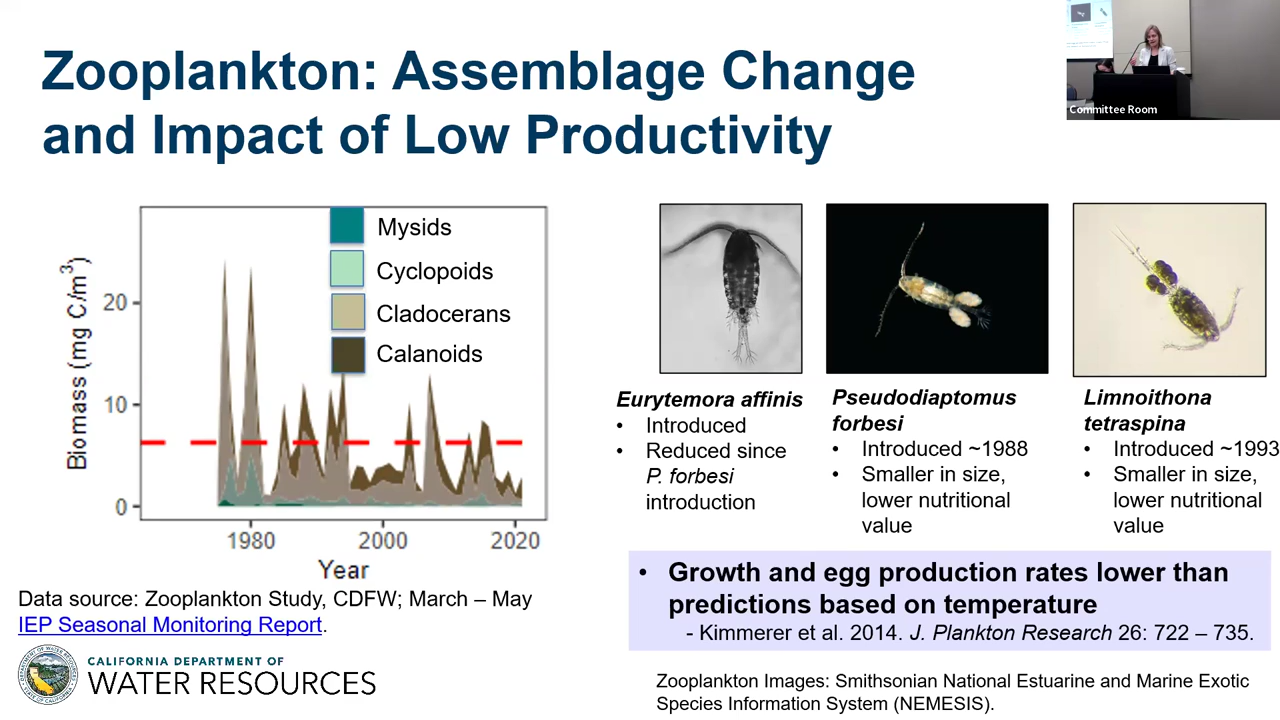 Zooplankton: Assemblage Change
and Impact of Low Productivity
Committee Room
Mysids
Cyclopoids
Cladocerans
Calanoids
Biomass (mg C/m³)
20
10
0
1980
2000
2020
Year
Data source: Zooplankton Study, CDFW; March – May
IEP Seasonal Monitoring Report.
CALIFORNIA DEPARTMENT OF
WATER RESOURCES
Eurytemora affinis
• Introduced
• Reduced since
P. forbesi
introduction
Pseudodiaptomus
forbesi
• Introduced ~1988
• Smaller in size,
lower nutritional
value
Limnoithona
tetraspina
• Introduced ~1993
• Smaller in size,
lower nutritional
value
• Growth and egg production rates lower than
predictions based on temperature
- Kimmerer et al. 2014. J. Plankton Research 26: 722 – 735.
Zooplankton Images: Smithsonian National Estuarine and Marine Exotic
Species Information System (NEMESIS).